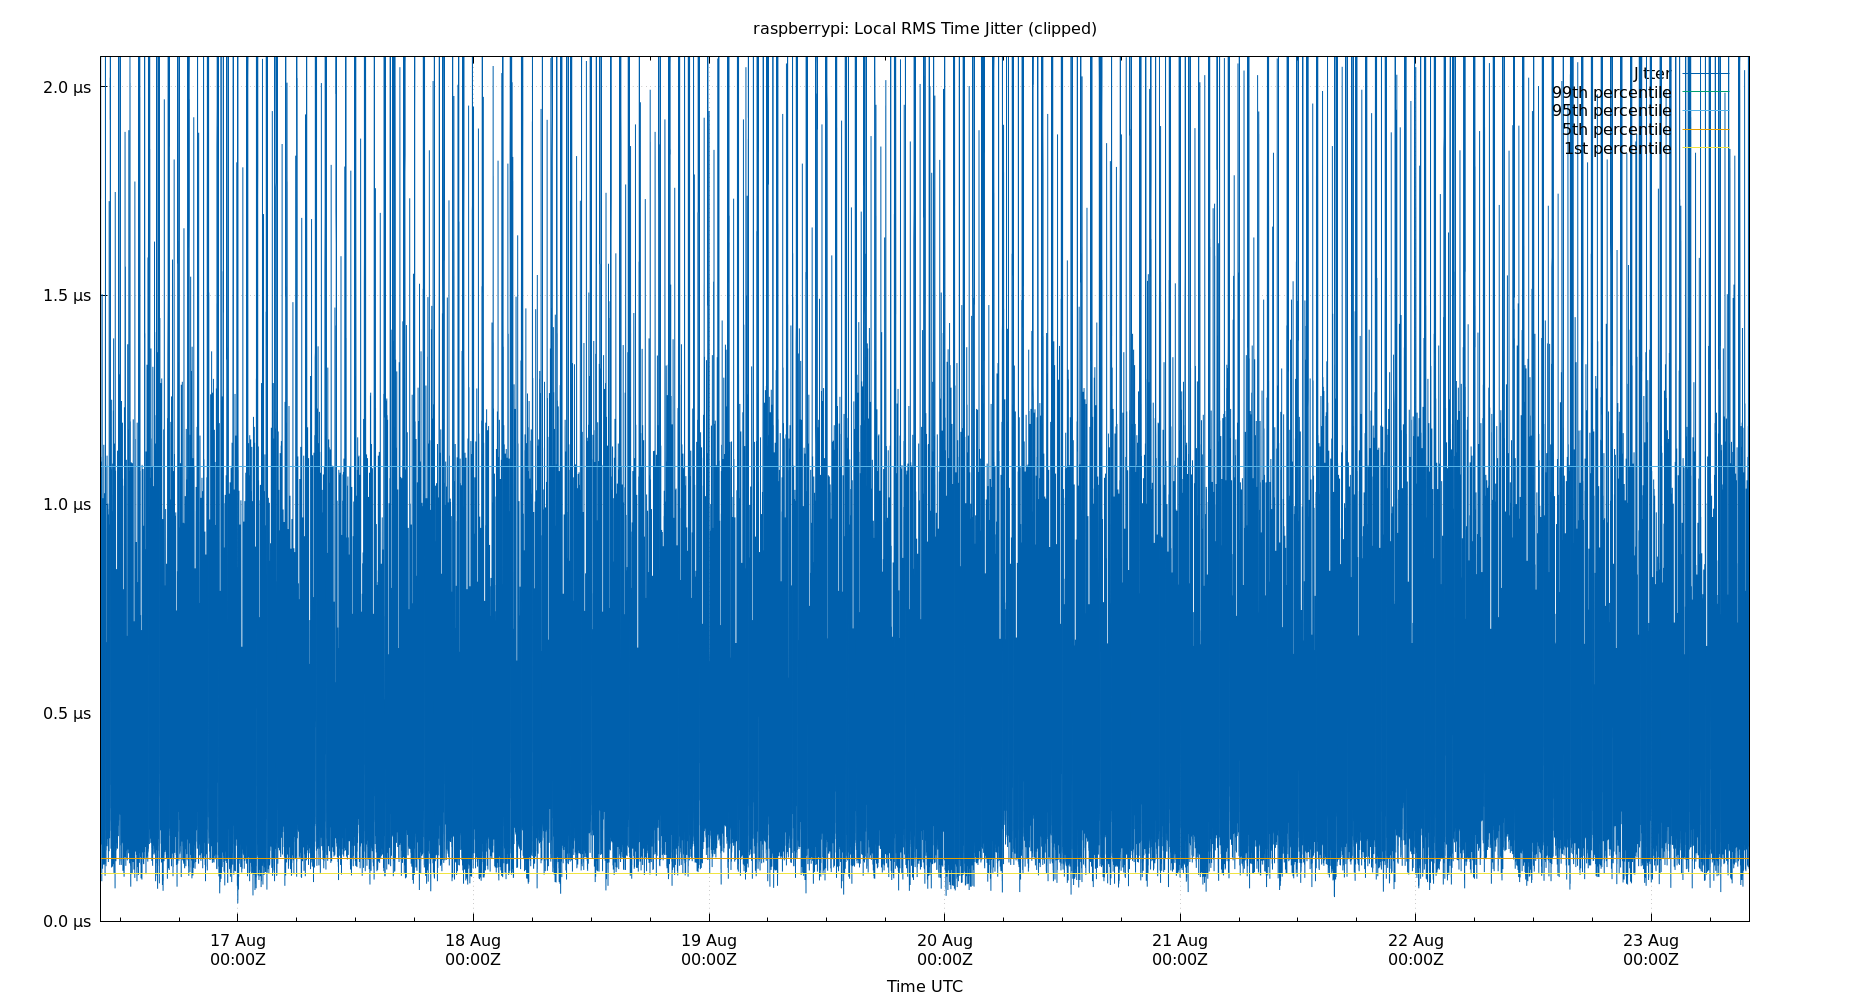 raspberrypi: Local RMS Time Jitter (clipped)
2.0 µs
1.5 µs
1.0 µs
0.5 µs
0.0 µs
Jitter
99th percentile
95th percentile
5th percentile
1st percentile
17 Aug 18 Aug 19 Aug 20 Aug 21 Aug 22 Aug 23 Aug
00:00Z 00:00Z 00:00Z 00:00Z 00:00Z 00:00Z 00:00Z
Time UTC